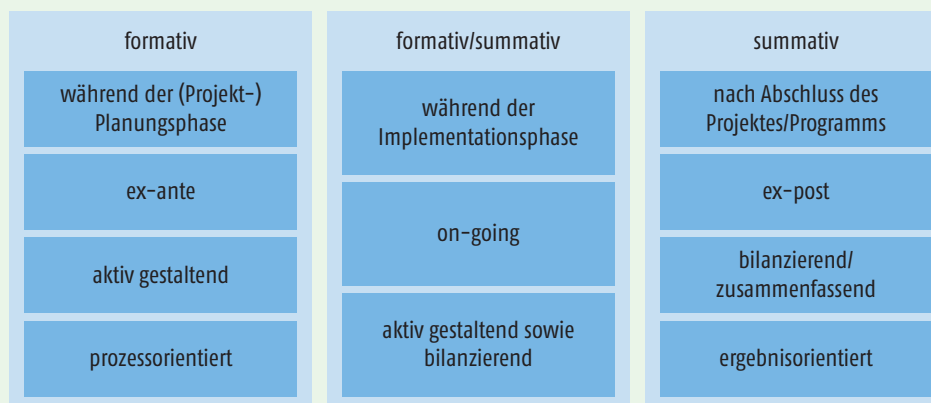 formativ
während der (Projekt-)
Planungsphase
ex-ante
aktiv gestaltend
prozessorientiert
formativ/summativ
während der
Implementationsphase
on-going
aktiv gestaltend sowie
bilanzierend
summativ
nach Abschluss des
Projektes/Programms
ex-post
bilanzierend/
zusammenfassend
ergebnisorientiert